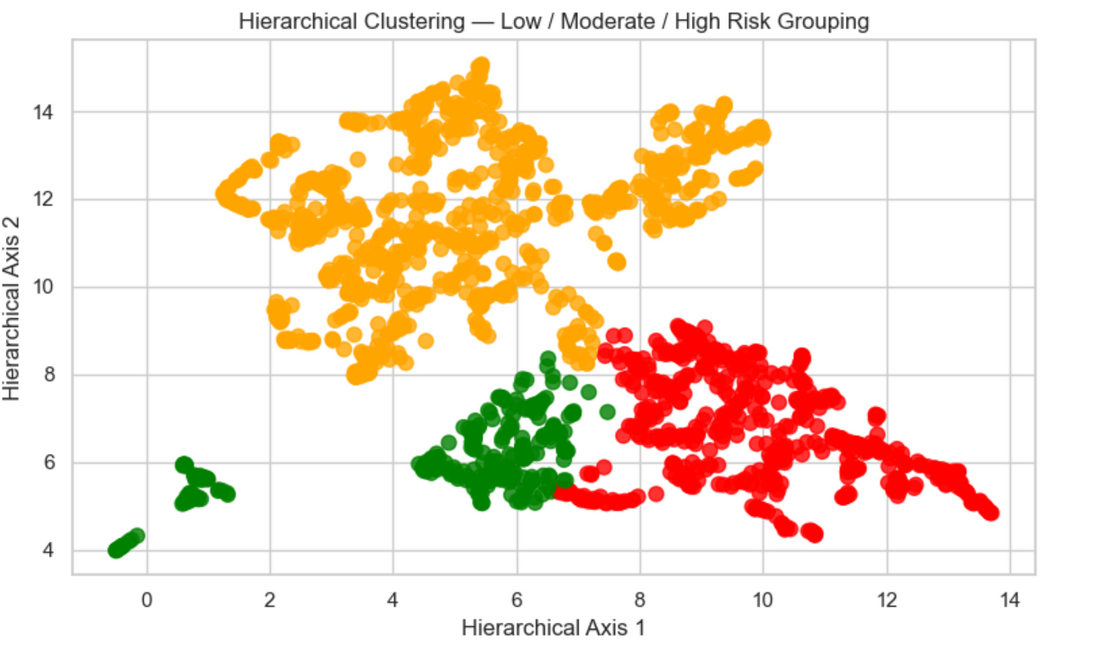 Hierarchical Clustering — Low / Moderate / High Risk Grouping
Hierarchical Axis 2
14
12
10
8
6
4
0 2 4 6 8 10 12 14
Hierarchical Axis 1